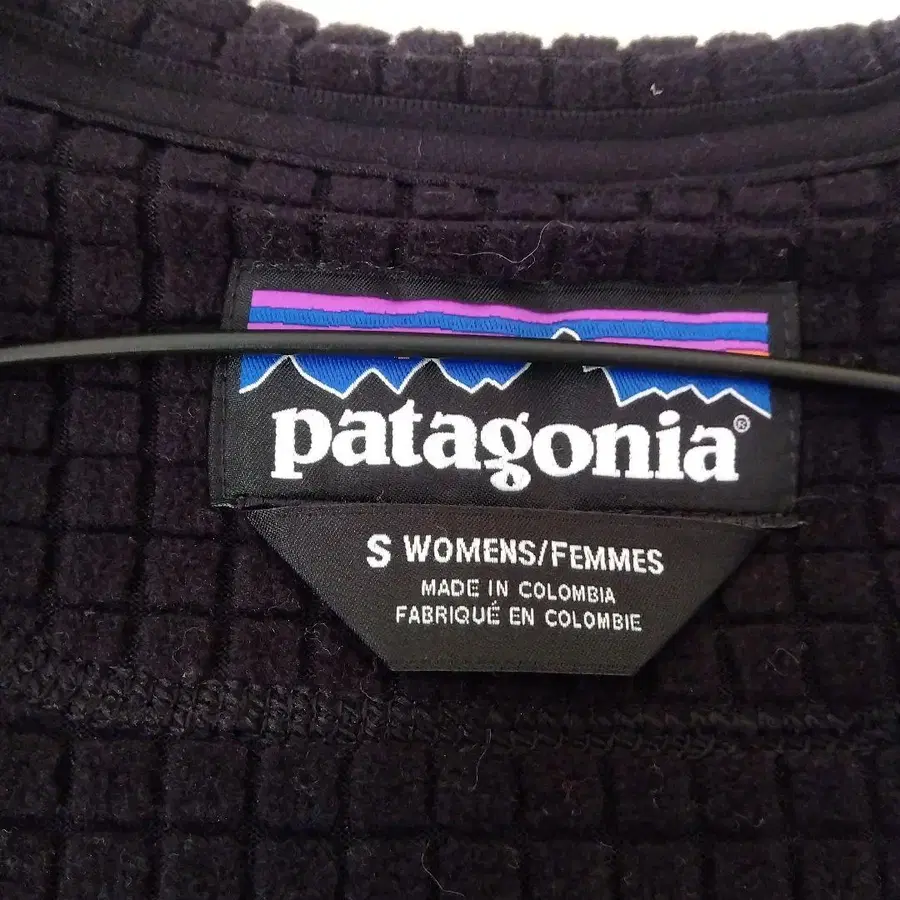 patagonia®
S WOMENS/FEMMES
MADE IN COLOMBIA
FABRIQUÉ EN COLOMBIE